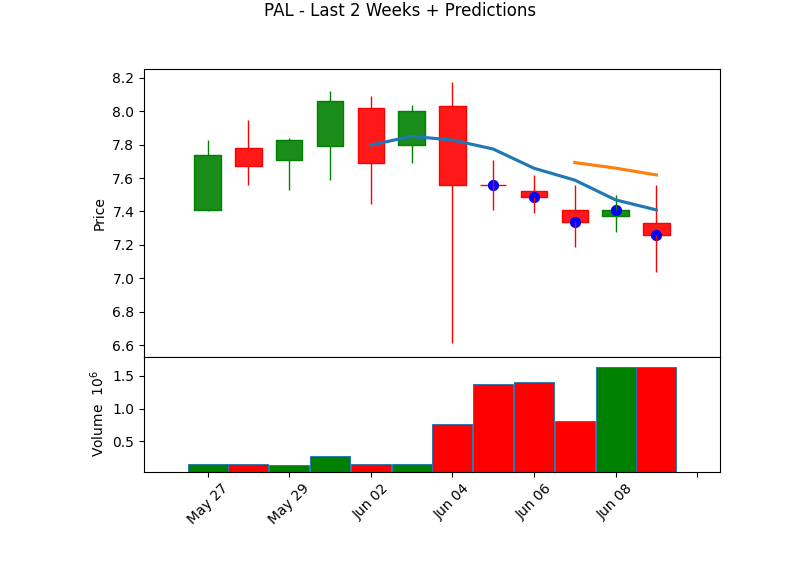 PAL - Last 2 Weeks + Predictions
Price
8.2
8.0
7.8
7.6
7.4
7.2
7.0
6.8
6.6
Volume 10^6
1.5
1.0
0.5
May 27
May 29
Jun 02
Jun 04
Jun 06
Jun 08